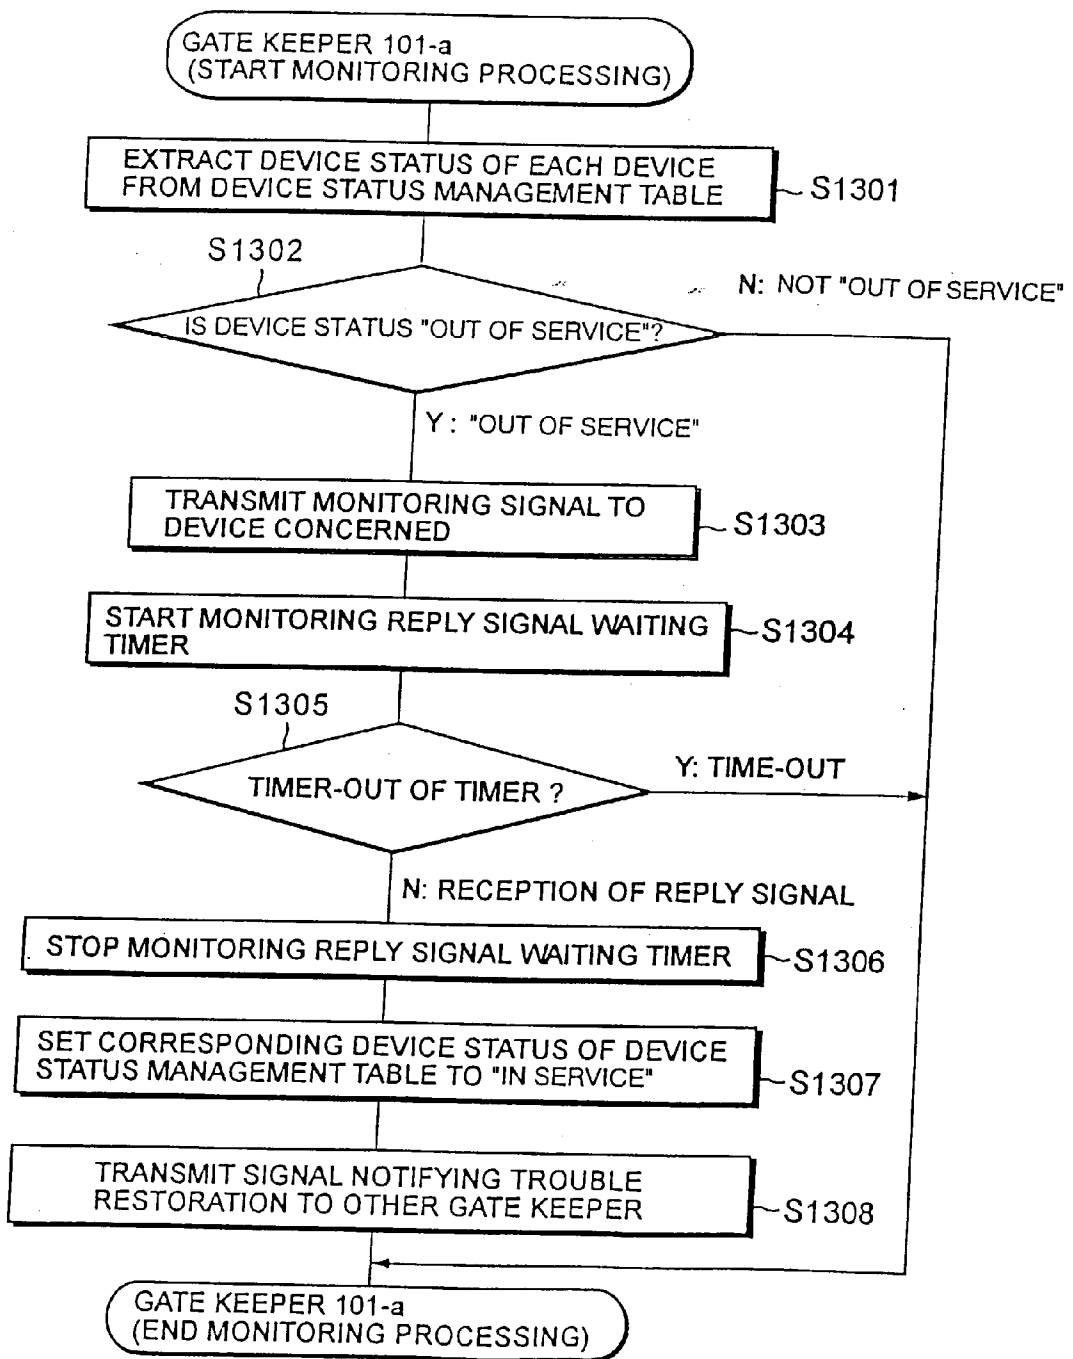 GATE KEEPER 101-a
(START MONITORING PROCESSING)
EXTRACT DEVICE STATUS OF EACH DEVICE
FROM DEVICE STATUS MANAGEMENT TABLE
S1301
S1302
N: NOT "OUT OF SERVICE"
IS DEVICE STATUS "OUT OF SERVICE"?
Y : "OUT OF SERVICE"
TRANSMIT MONITORING SIGNAL TO
DEVICE CONCERNED
S1303
START MONITORING REPLY SIGNAL WAITING
TIMER
S1304
S1305
TIMER-OUT OF TIMER ?
Y: TIME-OUT
N: RECEPTION OF REPLY SIGNAL
STOP MONITORING REPLY SIGNAL WAITING TIMER
S1306
SET CORRESPONDING DEVICE STATUS OF DEVICE
STATUS MANAGEMENT TABLE TO "IN SERVICE"
S1307
TRANSMIT SIGNAL NOTIFYING TROUBLE
RESTORATION TO OTHER GATE KEEPER
S1308
GATE KEEPER 101-a
(END MONITORING PROCESSING)